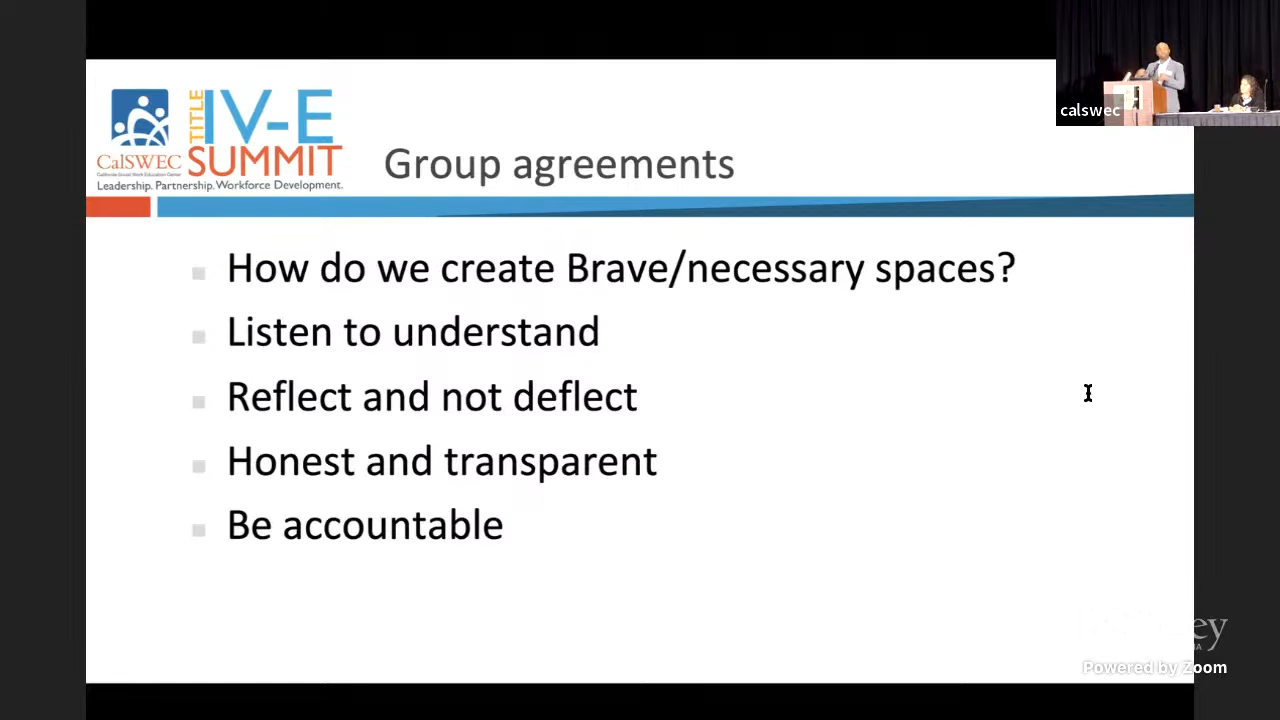 calswec
TITLE
IV-E
SUMMIT
CalSWEC
California Social Work Education Center
Leadership. Partnership. Workforce Development.
Group agreements
How do we create Brave/necessary spaces?
Listen to understand
Reflect and not deflect
Honest and transparent
Be accountable
Powered by Zoom